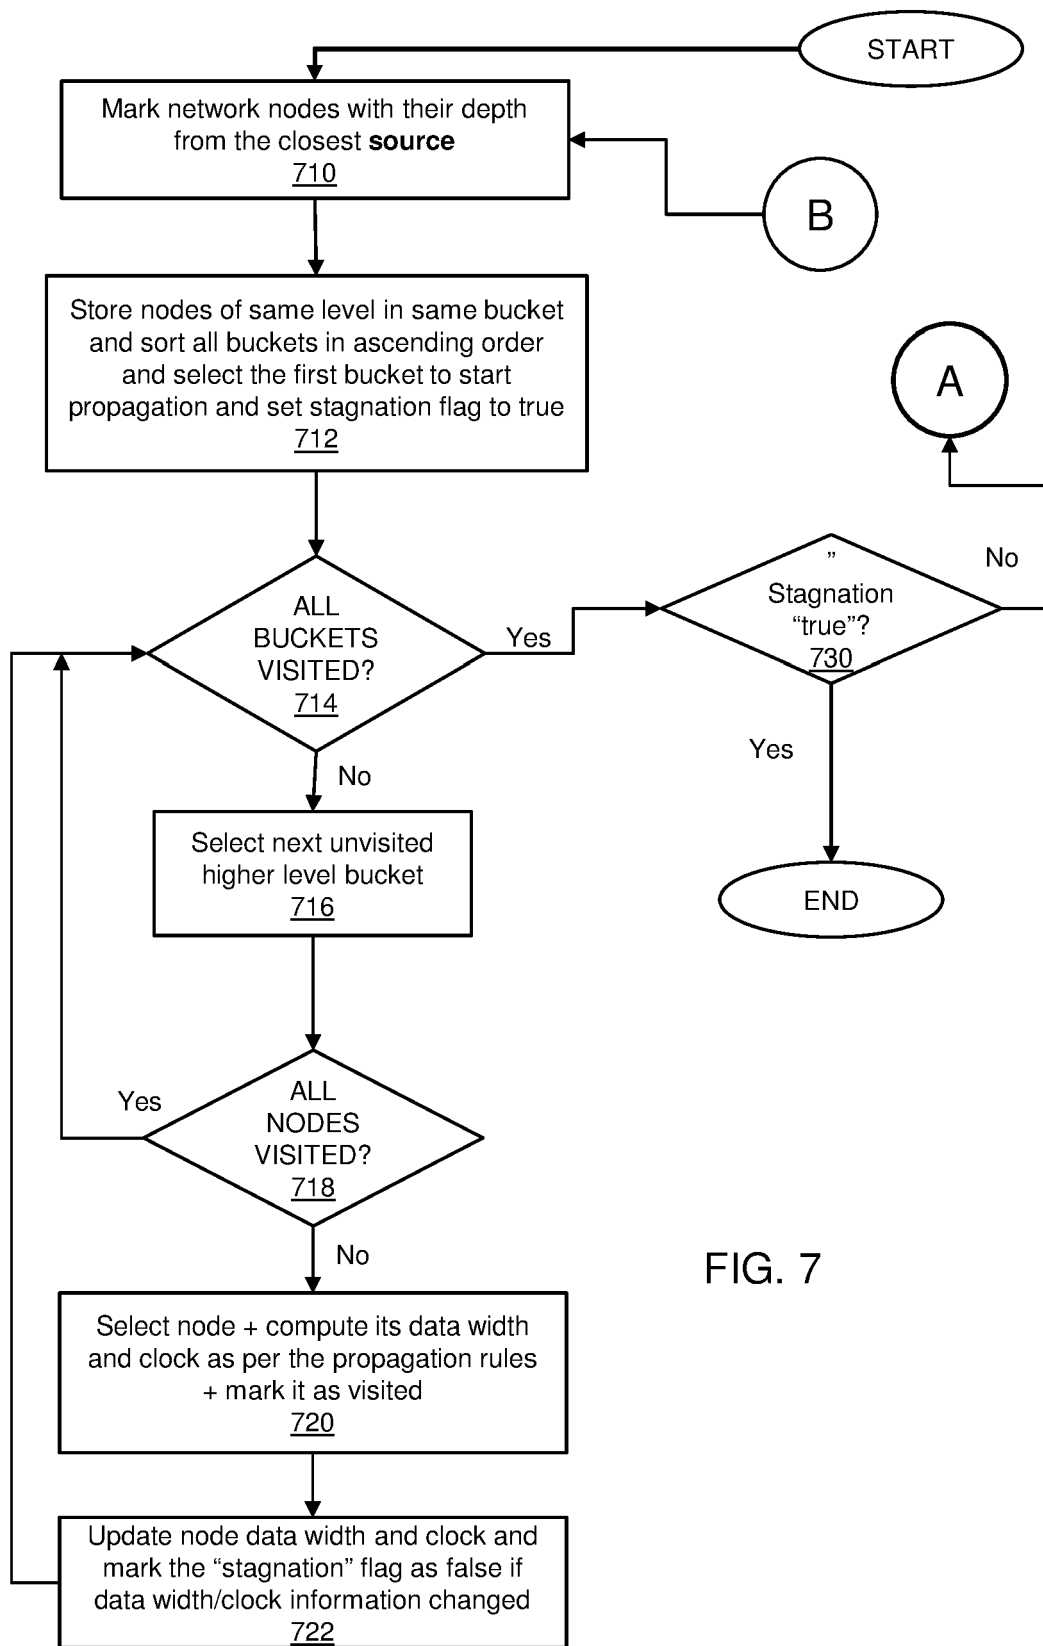 START
Mark network nodes with their depth
from the closest source
710
B
Store nodes of same level in same bucket
and sort all buckets in ascending order
and select the first bucket to start
propagation and set stagnation flag to true
712
A
ALL
BUCKETS
VISITED?
714
Yes
”
Stagnation
“true”?
730
No
Yes
No
Select next unvisited
higher level bucket
716
END
ALL
NODES
VISITED?
718
Yes
No
FIG. 7
Select node + compute its data width
and clock as per the propagation rules
+ mark it as visited
720
Update node data width and clock and
mark the “stagnation” flag as false if
data width/clock information changed
722